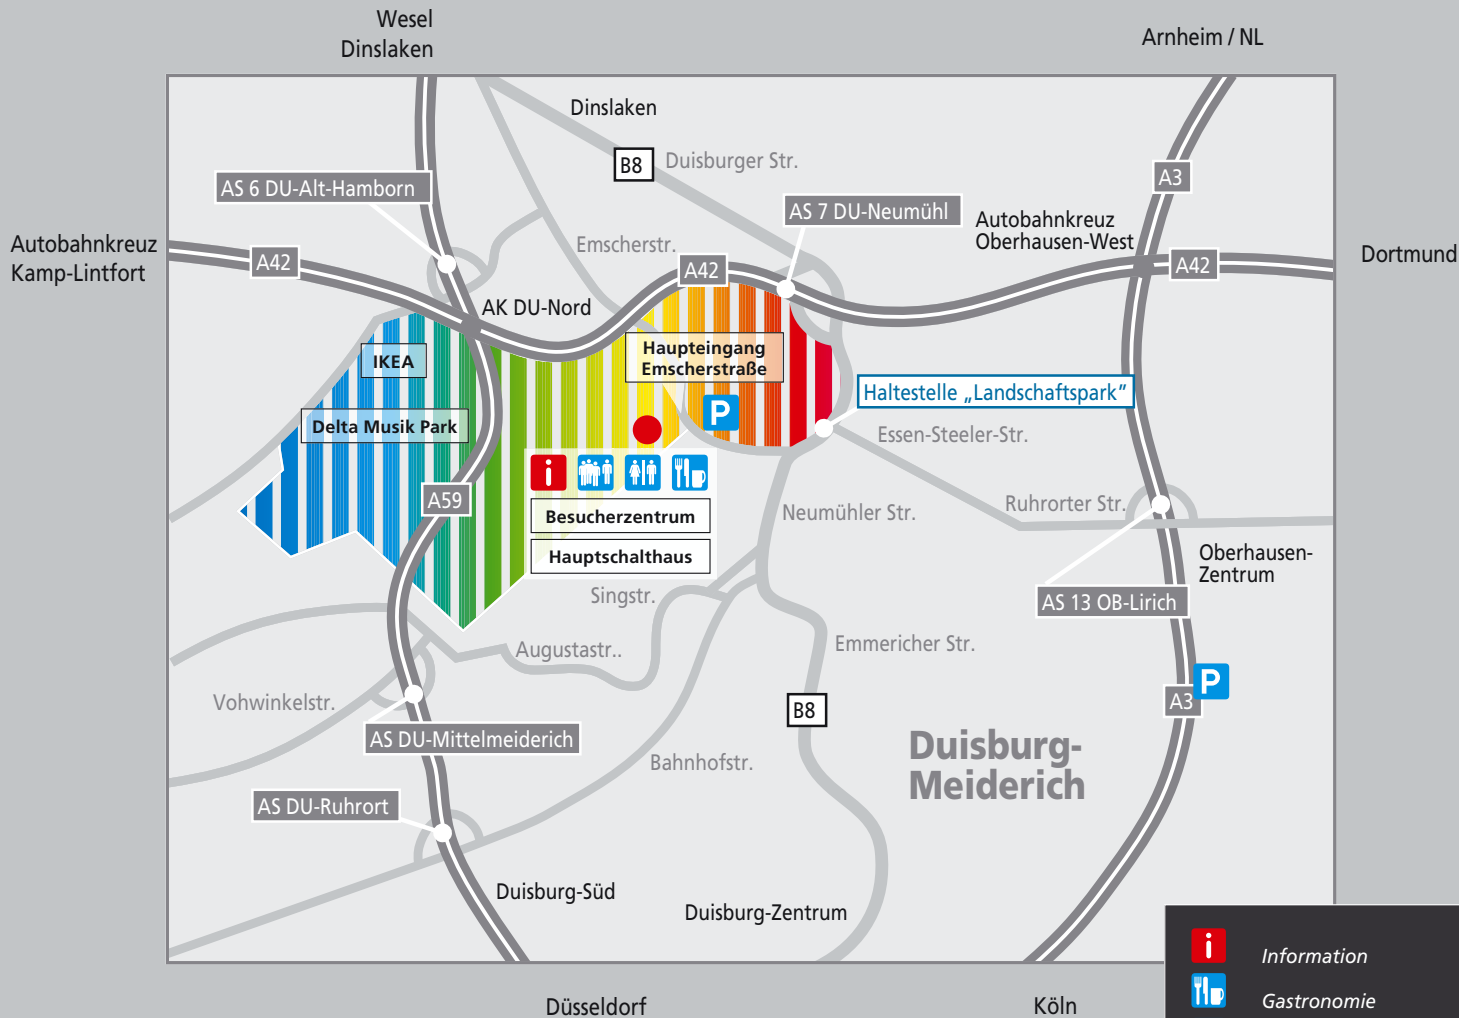 Wesel
Dinslaken
Arnheim / NL
Dinslaken
B8
Duisburger Str.
A3
AS 6 DU-Alt-Hamborn
AS 7 DU-Neumühl
Autobahnkreuz
Oberhausen-West
Autobahnkreuz
Kamp-Lintfort
Emscherstr.
Dortmund
A42
A42
A42
AK DU-Nord
IKEA
Haupteingang
Emscherstraße
Haltestelle „Landschaftspark”
P
Delta Musik Park
Essen-Steeler-Str.
i
A59
Ruhrorter Str.
Neumühler Str.
Besucherzentrum
Hauptschalthaus
Oberhausen-
Zentrum
Singstr.
AS 13 OB-Lirich
Augustastr..
Emmericher Str.
P
A3
Vohwinkelstr.
B8
AS DU-Mittelmeiderich
Duisburg-
Meiderich
Bahnhofstr.
AS DU-Ruhrort
Duisburg-Süd
Duisburg-Zentrum
i
Information
Gastronomie
Düsseldorf
Köln